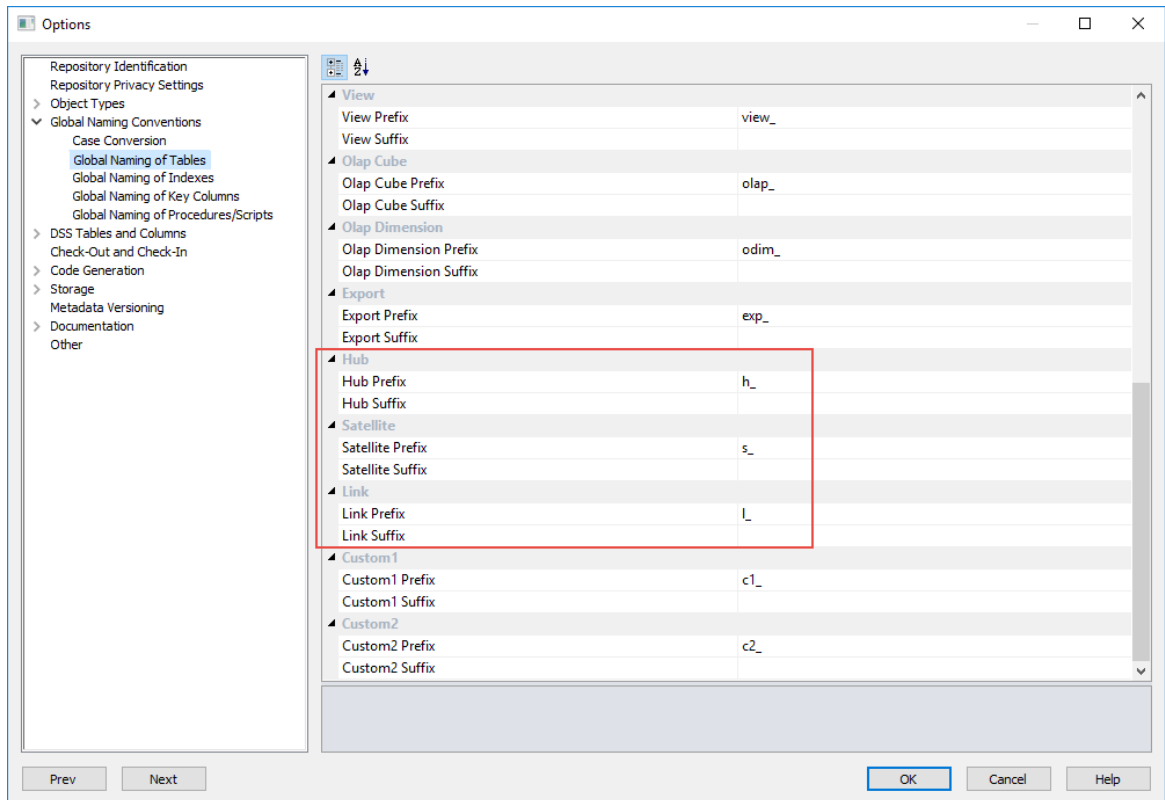 Options
Repository Identification
Repository Privacy Settings
Object Types
Global Naming Conventions
Case Conversion
Global Naming of Tables
Global Naming of Indexes
Global Naming of Key Columns
Global Naming of Procedures/Scripts
DSS Tables and Columns
Check-Out and Check-In
Code Generation
Storage
Metadata Versioning
Documentation
Other
View
View Prefix view_
View Suffix
Olap Cube
Olap Cube Prefix olap_
Olap Cube Suffix
Olap Dimension
Olap Dimension Prefix odim_
Olap Dimension Suffix
Export
Export Prefix exp_
Export Suffix
Hub
Hub Prefix h_
Hub Suffix
Satellite
Satellite Prefix s_
Satellite Suffix
Link
Link Prefix l_
Link Suffix
Custom1
Custom1 Prefix c1_
Custom1 Suffix
Custom2
Custom2 Prefix c2_
Custom2 Suffix
Prev Next OK Cancel Help